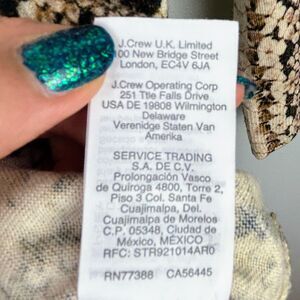 J.Crew U.K. Limited
100 New Bridge Street
London, EC4V 6JA
J.Crew Operating Corp
251 Ttle Falls Drive
USA DE 19808 Wilmington
Delaware
Verenidge Staten Van
Amerika
SERVICE TRADING
S.A. DE C.V.
Prolongación Vasco
de Quiroga 4800, Torre 2,
Piso 3 Col. Santa Fe
Cuajimalpa, Del.
Cuajimalpa de Morelos
C.P. 05348, Ciudad de
México, MÉXICO
RFC: STR921014AR0
RN77388 CA56445